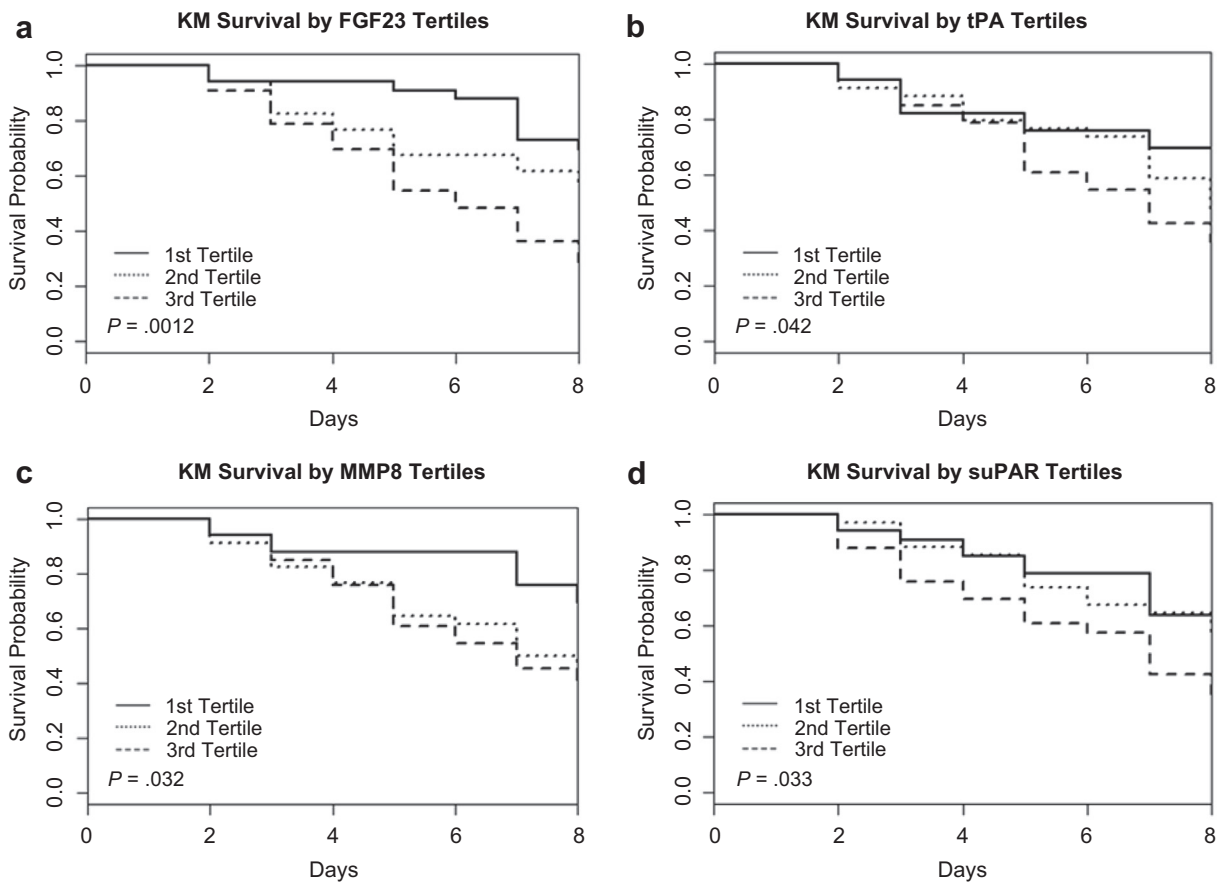 a
KM Survival by FGF23 Tertiles
Survival Probability
1.0
0.8
0.6
0.4
0.2
0.0
1st Tertile
2nd Tertile
3rd Tertile
P = .0012
0 2 4 6 8
Days
b
KM Survival by tPA Tertiles
Survival Probability
1.0
0.8
0.6
0.4
0.2
0.0
1st Tertile
2nd Tertile
3rd Tertile
P = .042
0 2 4 6 8
Days
c
KM Survival by MMP8 Tertiles
Survival Probability
1.0
0.8
0.6
0.4
0.2
0.0
1st Tertile
2nd Tertile
3rd Tertile
P = .032
0 2 4 6 8
Days
d
KM Survival by suPAR Tertiles
Survival Probability
1.0
0.8
0.6
0.4
0.2
0.0
1st Tertile
2nd Tertile
3rd Tertile
P = .033
0 2 4 6 8
Days